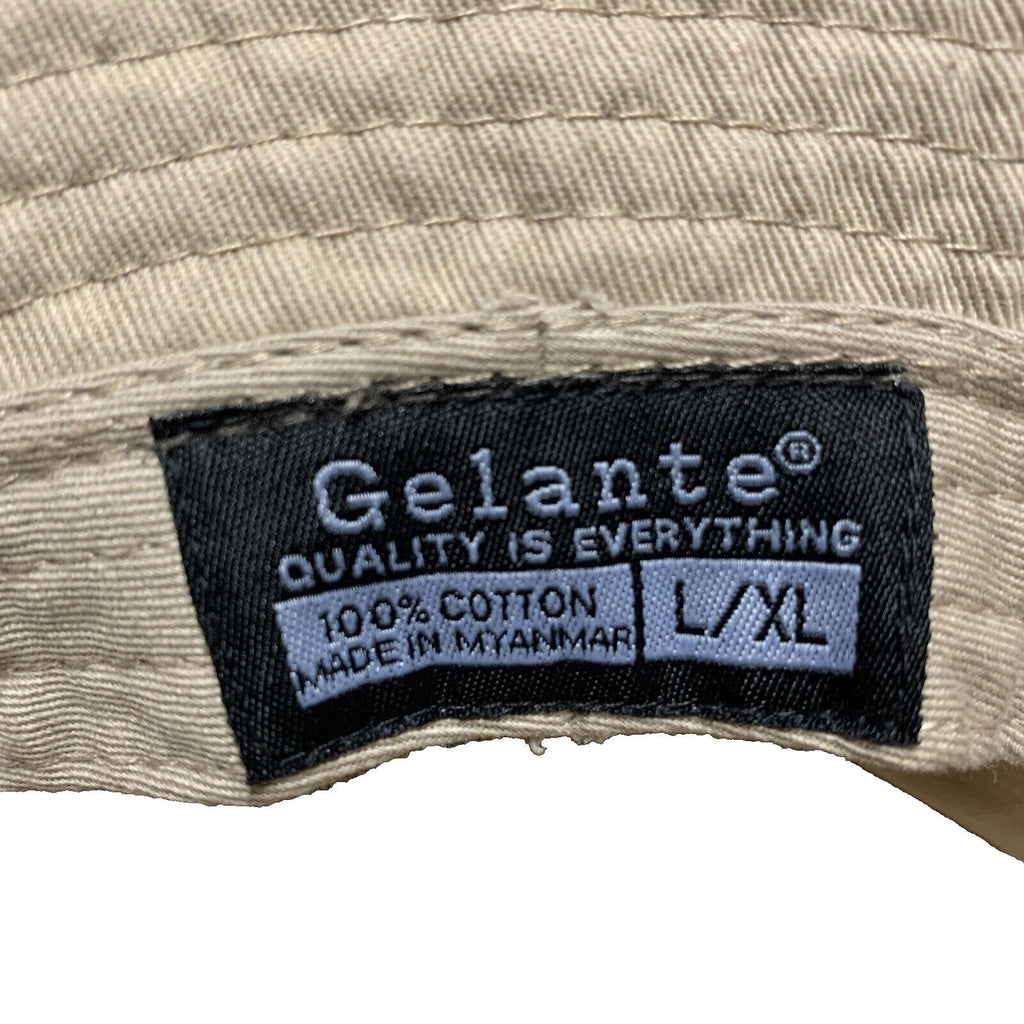 Gelante®
QUALITY IS EVERYTHING
100% COTTON
MADE IN MYANMAR
L/XL